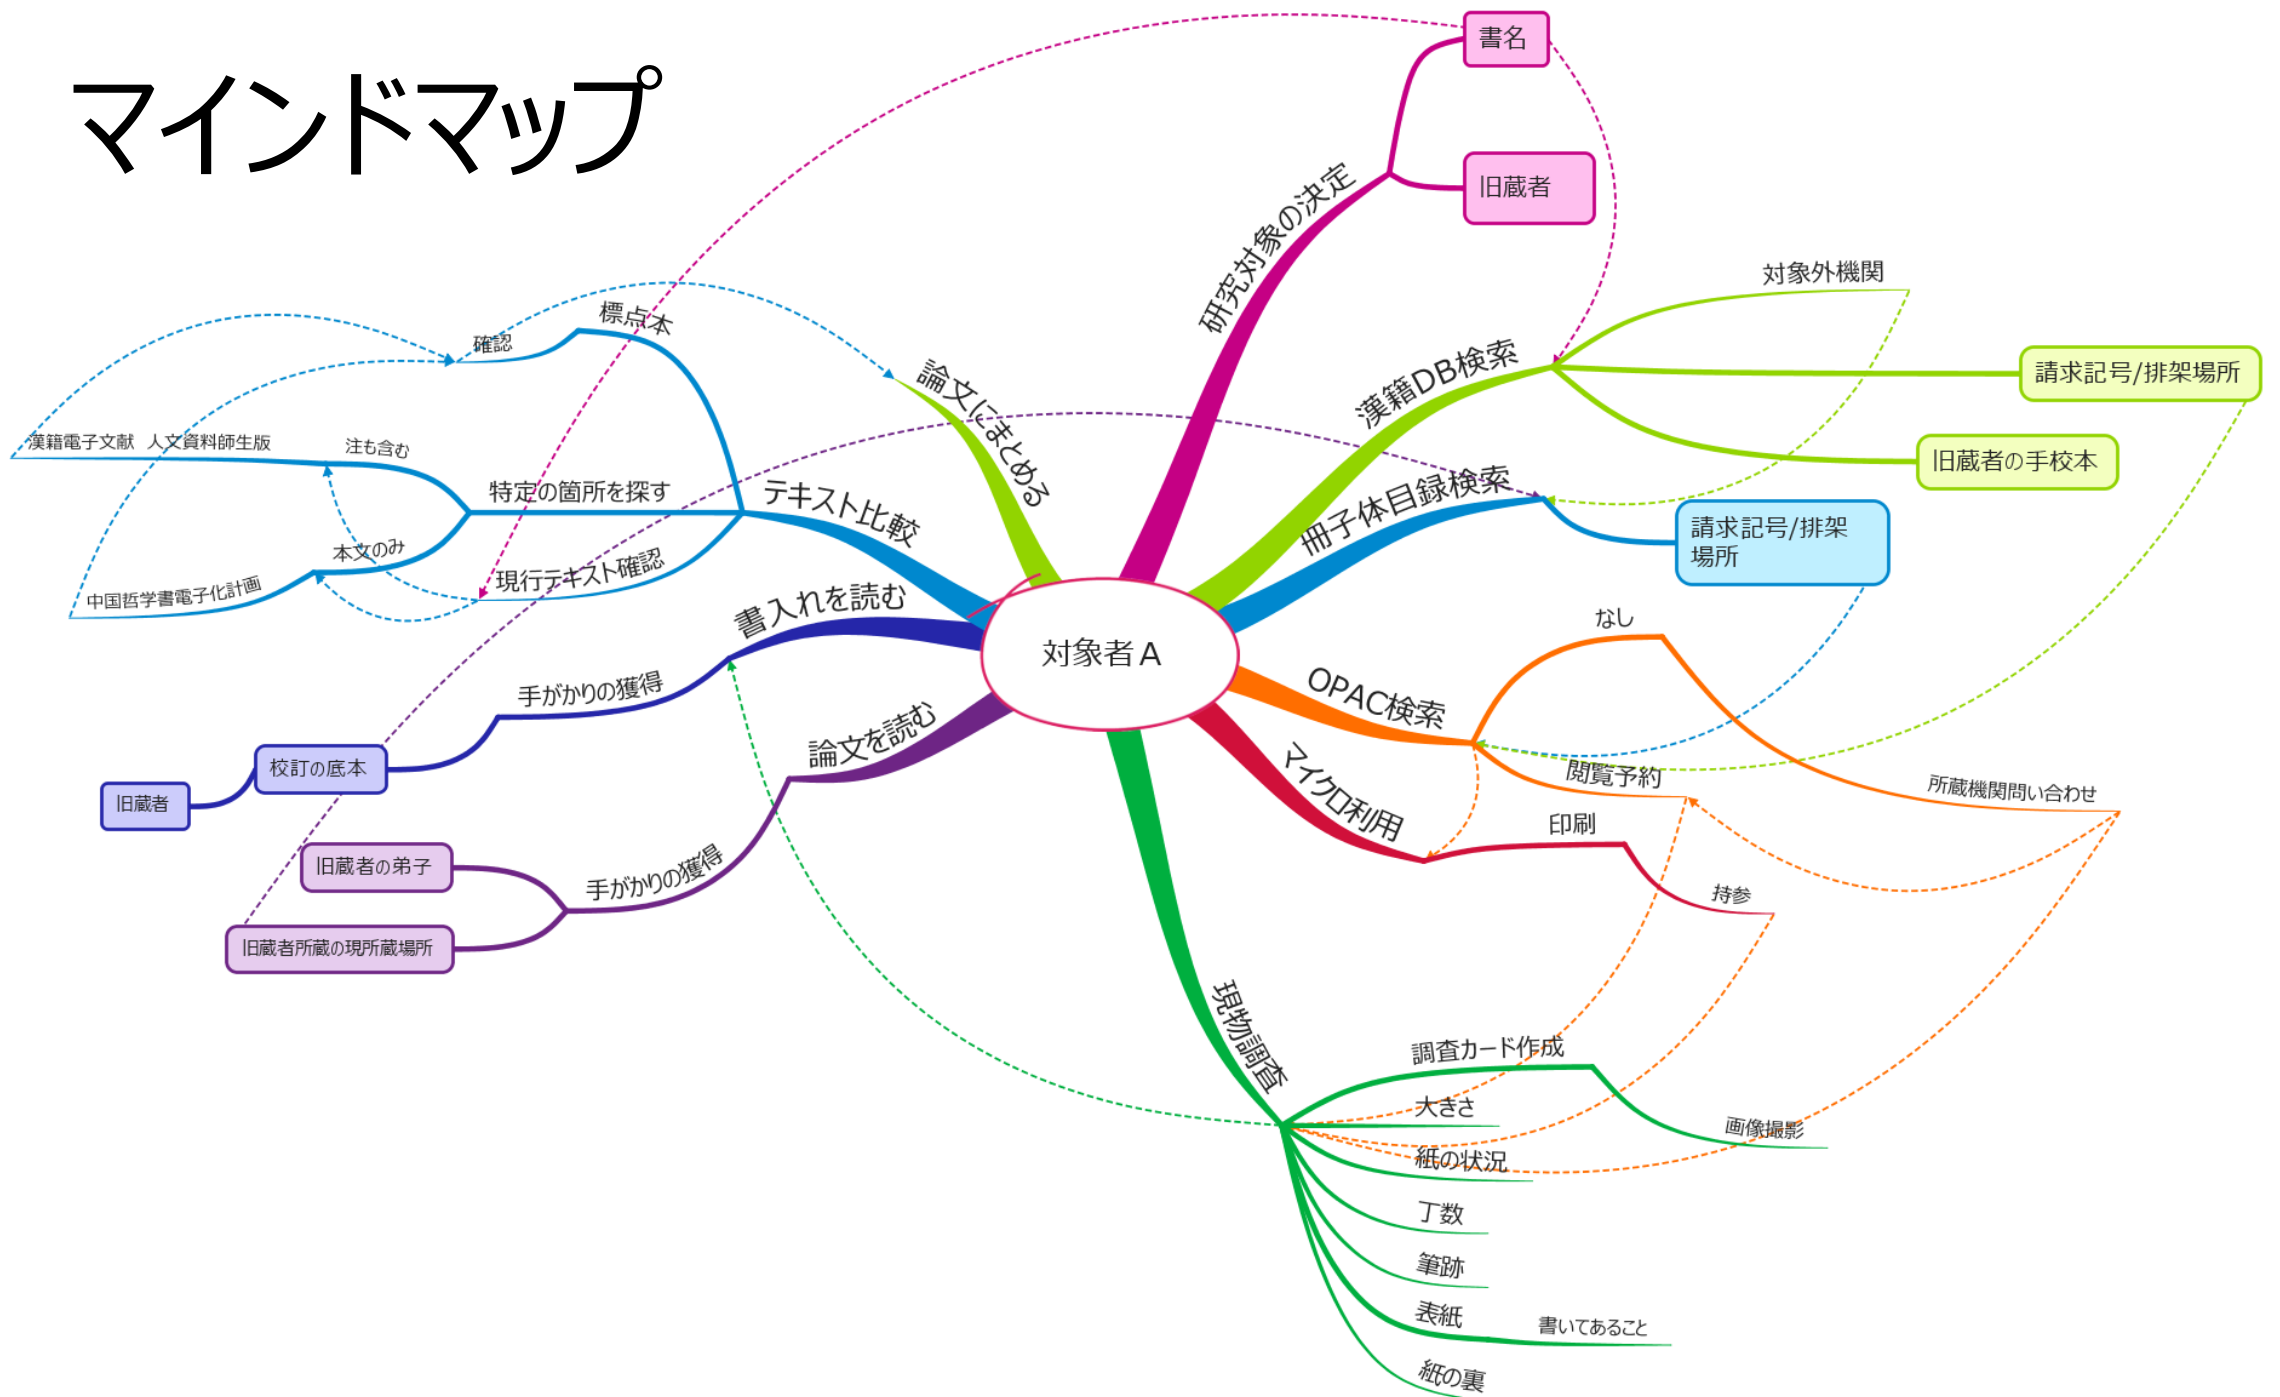 マインドマップ
書名
旧蔵者
研究対象の決定
対象外機関
漢籍DB検索
請求記号/排架場所
旧蔵者の手校本
冊子体目録検索
請求記号/排架
場所
なし
OPAC検索
閲覧予約
所蔵機関問い合わせ
マイクロ利用
印刷
持参
現物調査
調査カード作成
画像撮影
大きさ
紙の状況
丁数
筆跡
表紙
書いてあること
紙の裏
対象者A
論文にまとめる
テキスト比較
標点本
確認
特定の箇所を探す
注も含む
漢籍電子文献 人文資料師生版
本文のみ
中国哲学書電子化計画
現行テキスト確認
書入れを読む
手がかりの獲得
校訂の底本
旧蔵者
論文を読む
手がかりの獲得
旧蔵者の弟子
旧蔵者所蔵の現所蔵場所